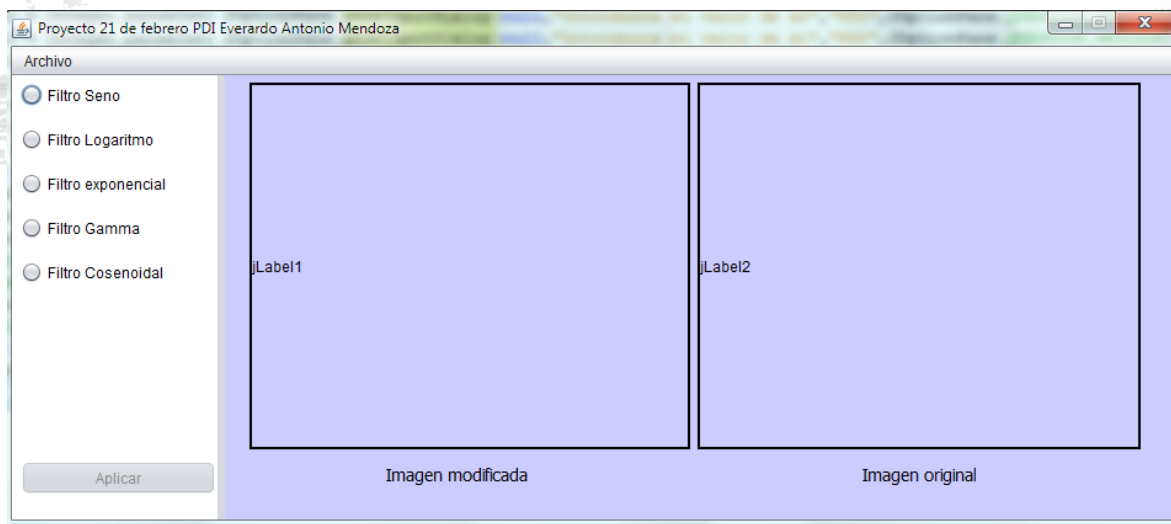 Proyecto 21 de febrero PDI Everardo Antonio Mendoza
Archivo
Filtro Seno
Filtro Logaritmo
Filtro exponencial
Filtro Gamma
Filtro Cosenoidal
Aplicar
jLabel1
jLabel2
Imagen modificada
Imagen original